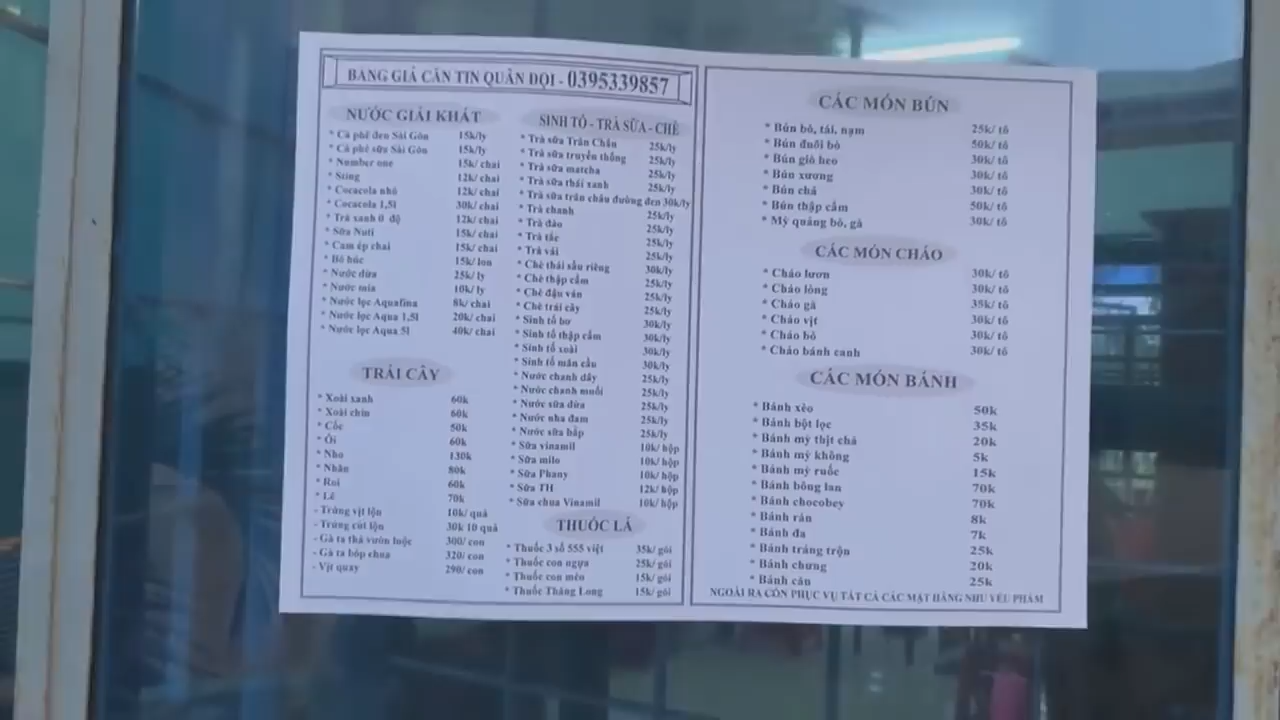 BẢNG GIÁ CĂN TIN QUÂN ĐỘI - 0395339857
NƯỚC GIẢI KHÁT
* Cà phê đen Sài Gòn 15k/ly
* Cà phê sữa Sài Gòn 15k/ly
* Number one 15k/ chai
* Sting 12k/ chai
* Cocacola nhỏ 12k/ chai
* Cocacola 1,5l 30k/ chai
* Trà xanh 0 độ 12k/ chai
* Sữa Nuti 15k/ chai
* Cam ép chai 15k/ chai
* Bò húc 15k/ lon
* Nước dừa 25k/ ly
* Nước mía 10k/ ly
* Nước lọc Aquafina 8k/ chai
* Nước lọc Aqua 1,5l 20k/ chai
* Nước lọc Aqua 5l 40k/ chai
TRÁI CÂY
* Xoài xanh 60k
* Xoài chín 60k
* Cốc 50k
* Ổi 60k
* Nho 130k
* Nhãn 80k
* Roi 60k
* Lê 70k
- Trứng vịt lộn 10k/ quả
- Trứng cút lộn 30k 10 quả
- Gà ta thả vườn luộc 300/ con
- Gà ta bóp chua 320/ con
- Vịt quay 290/ con
SINH TỐ - TRÀ SỮA - CHÈ
* Trà sữa Trân Châu 25k/ly
* Trà sữa truyền thống 25k/ly
* Trà sữa matcha 25k/ly
* Trà sữa thái xanh 25k/ly
* Trà sữa trân châu đường đen 30k/ly
* Trà chanh 25k/ly
* Trà đào 25k/ly
* Trà tắc 25k/ly
* Trà vải 25k/ly
* Chè thái sầu riêng 30k/ly
* Chè thập cẩm 25k/ly
* Chè đậu ván 25k/ly
* Chè trái cây 25k/ly
* Sinh tố bơ 30k/ly
* Sinh tố thập cẩm 30k/ly
* Sinh tố xoài 30k/ly
* Sinh tố mãn cầu 30k/ly
* Nước chanh dây 25k/ly
* Nước chanh muối 25k/ly
* Nước sữa dừa 25k/ly
* Nước nha đam 25k/ly
* Nước sữa bắp 25k/ly
* Sữa vinamil 10k/ hộp
* Sữa milo 10k/ hộp
* Sữa Phany 10k/ hộp
* Sữa TH 12k/ hộp
* Sữa chua Vinamil 10k/ hộp
THUỐC LÁ
* Thuốc 3 số 555 việt 35k/ gói
* Thuốc con ngựa 25k/ gói
* Thuốc con mèo 15k/ gói
* Thuốc Thăng Long 15k/ gói
CÁC MÓN BÚN
* Bún bò, tái, nạm 25k/ tô
* Bún đuôi bò 50k/ tô
* Bún giò heo 30k/ tô
* Bún xương 30k/ tô
* Bún chả 30k/ tô
* Bún thập cẩm 50k/ tô
* Mỳ quảng bò, gà 30k/ tô
CÁC MÓN CHÁO
* Cháo lươn 30k/ tô
* Cháo lòng 30k/ tô
* Cháo gà 35k/ tô
* Cháo vịt 30k/ tô
* Cháo bò 30k/ tô
* Cháo bánh canh 30k/ tô
CÁC MÓN BÁNH
* Bánh xèo 50k
* Bánh bột lọc 35k
* Bánh mỳ thịt chả 20k
* Bánh mỳ không 5k
* Bánh mỳ ruốc 15k
* Bánh bông lan 70k
* Bánh chocobey 70k
* Bánh rán 8k
* Bánh đa 7k
* Bánh tráng trộn 25k
* Bánh chưng 20k
* Bánh căn 25k
NGOÀI RA CÒN PHỤC VỤ TẤT CẢ CÁC MẶT HÀNG NHU YẾU PHẨM